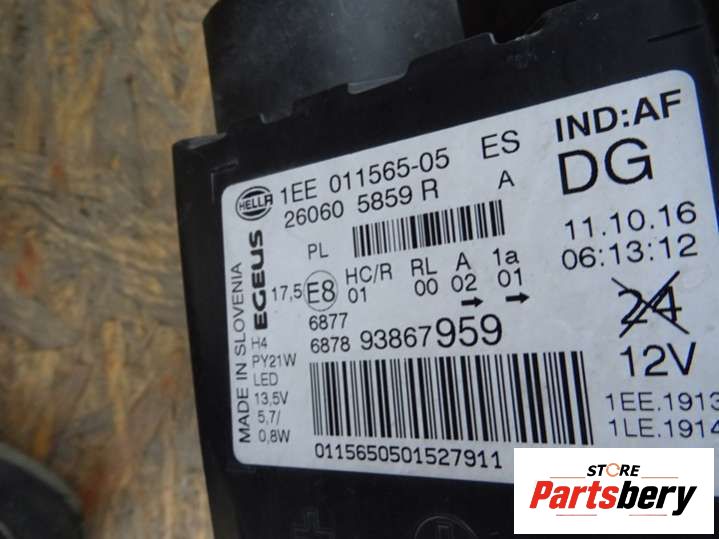 IND:AF
HELLA 1EE 011565-05 ES DG
260605859 R A
11.10.16
06:13:12
PL
17,5 E8 HC/R RL A 1a
01 00 02 01
6877
6878 93867959
24
12V
MADE IN SLOVENIA
EGEUS
H4
PY21W
LED
13,5V
5,7/
0,8W
1EE.1913
1LE.1914
0115650501527911
STORE
Partsbery